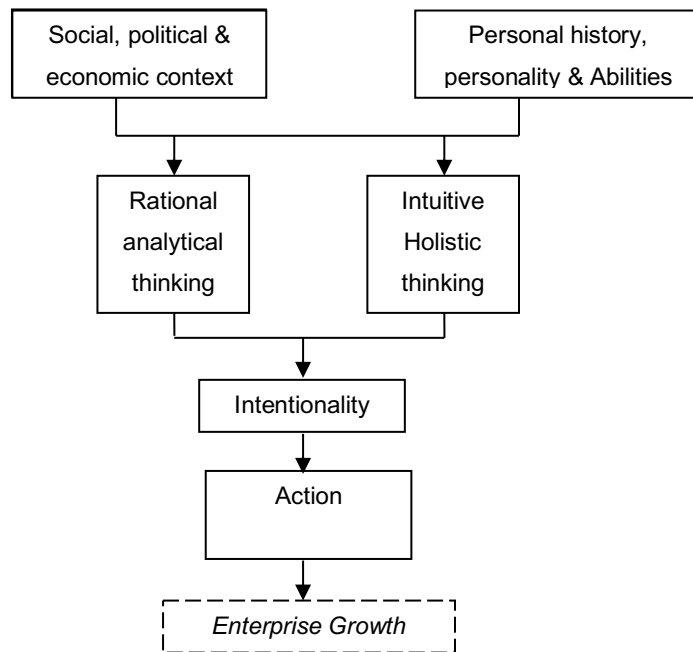 Social, political &
economic context
Personal history,
personality & Abilities
Rational
analytical
thinking
Intuitive
Holistic
thinking
Intentionality
Action
Enterprise Growth